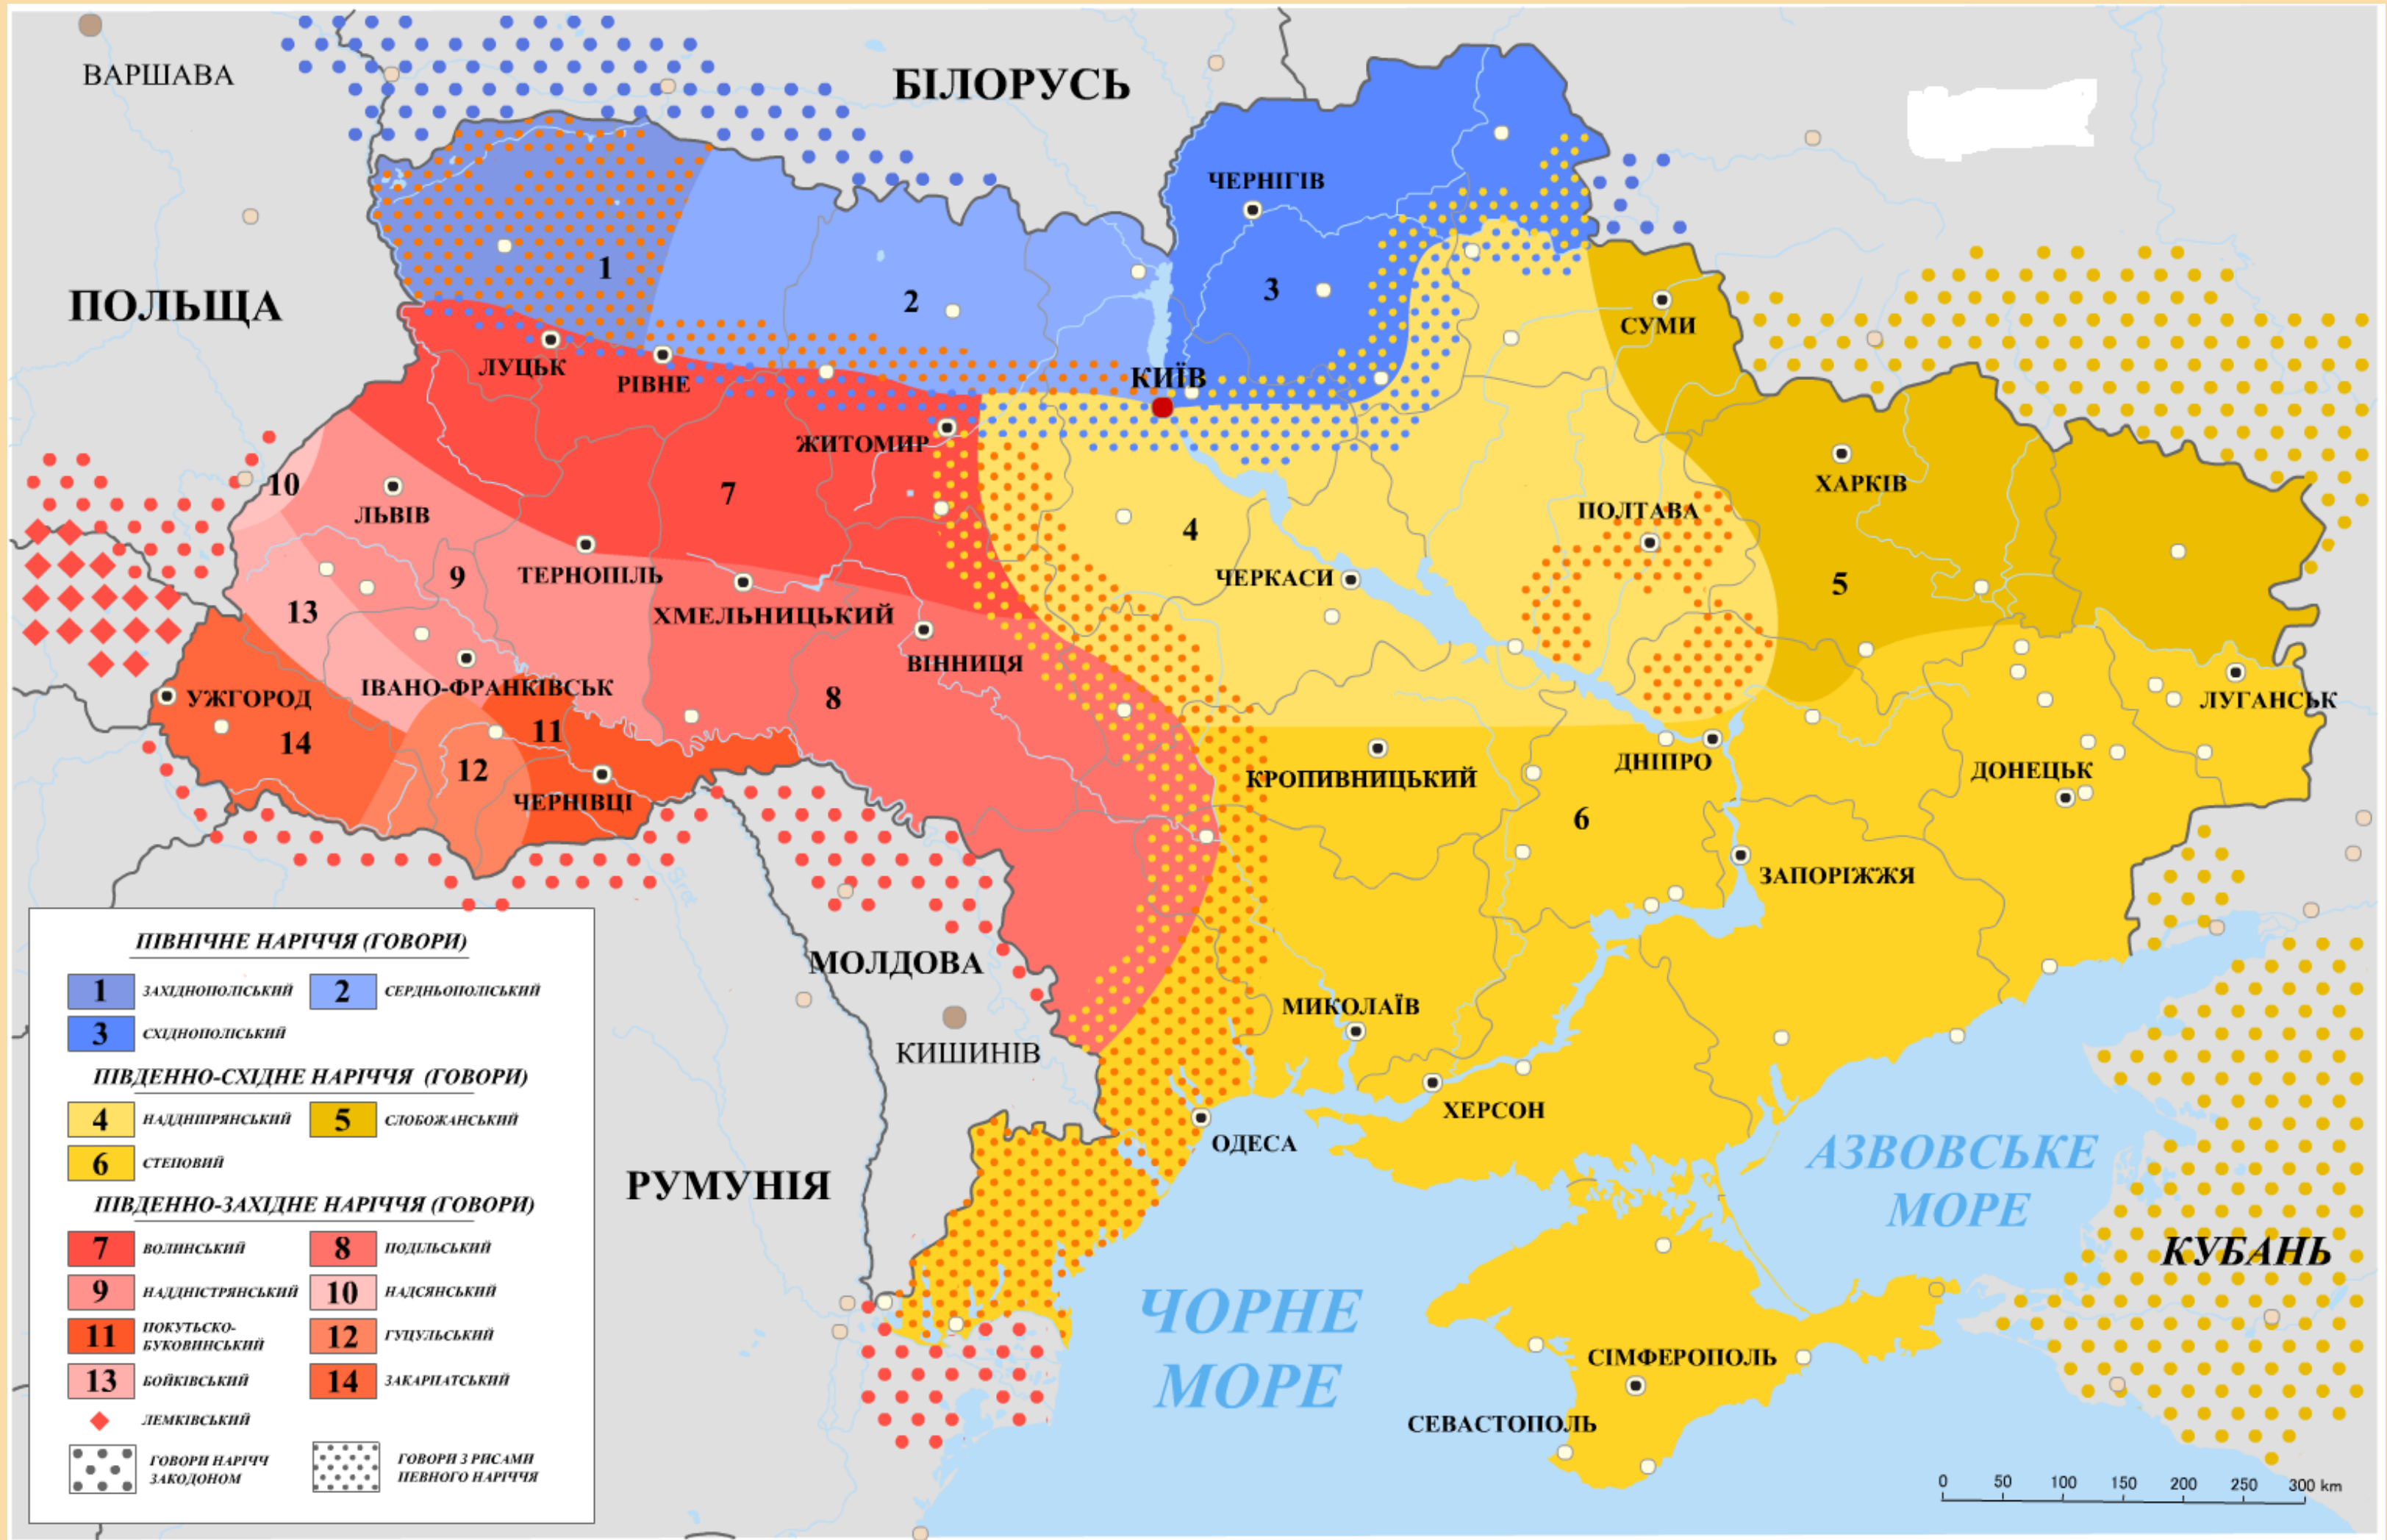 ВАРШАВА
БІЛОРУСЬ
ЧЕРНІГІВ
1
ПОЛЬЩА
2
3
СУМИ
ЛУЦЬК
РІВНЕ
КИЇВ
ЖИТОМИР
10
ЛЬВІВ
7
ХАРКІВ
ПОЛТАВА
4
9
ТЕРНОПІЛЬ
ЧЕРКАСИ
5
13
ХМЕЛЬНИЦЬКИЙ
ВІННИЦЯ
УЖГОРОД
ІВАНО-ФРАНКІВСЬК
8
ЛУГАНСЬК
14
11
12
КРОПИВНИЦЬКИЙ
ДНІПРО
ДОНЕЦЬК
ЧЕРНІВЦІ
6
ЗАПОРІЖЖЯ
Siret
МОЛДОВА
МИКОЛАЇВ
КИШИНІВ
ХЕРСОН
ОДЕСА
РУМУНІЯ
АЗВОВСЬКЕ
МОРЕ
КУБАНЬ
ЧОРНЕ
МОРЕ
СІМФЕРОПОЛЬ
СЕВАСТОПОЛЬ
0 50 100 150 200 250 300 km
ПІВНІЧНЕ НАРІЧЧЯ (ГОВОРИ)
1 ЗАХІДНОПОЛІСЬКИЙ 2 СЕРДНЬОПОЛІСЬКИЙ
3 СХІДНОПОЛІСЬКИЙ
ПІВДЕННО-СХІДНЕ НАРІЧЧЯ (ГОВОРИ)
4 НАДДНІПРЯНСЬКИЙ 5 СЛОБОЖАНСЬКИЙ
6 СТЕПОВИЙ
ПІВДЕННО-ЗАХІДНЕ НАРІЧЧЯ (ГОВОРИ)
7 ВОЛИНСЬКИЙ 8 ПОДІЛЬСЬКИЙ
9 НАДДНІСТРЯНСЬКИЙ 10 НАДСЯНСЬКИЙ
11 ПОКУТЬСКО-
БУКОВИНСЬКИЙ 12 ГУЦУЛЬСЬКИЙ
13 БОЙКІВСЬКИЙ 14 ЗАКАРПАТСЬКИЙ
ЛЕМКІВСЬКИЙ
ГОВОРИ НАРІЧЧ
ЗАКОДОНОМ
ГОВОРИ З РИСАМИ
ПЕВНОГО НАРІЧЧЯ